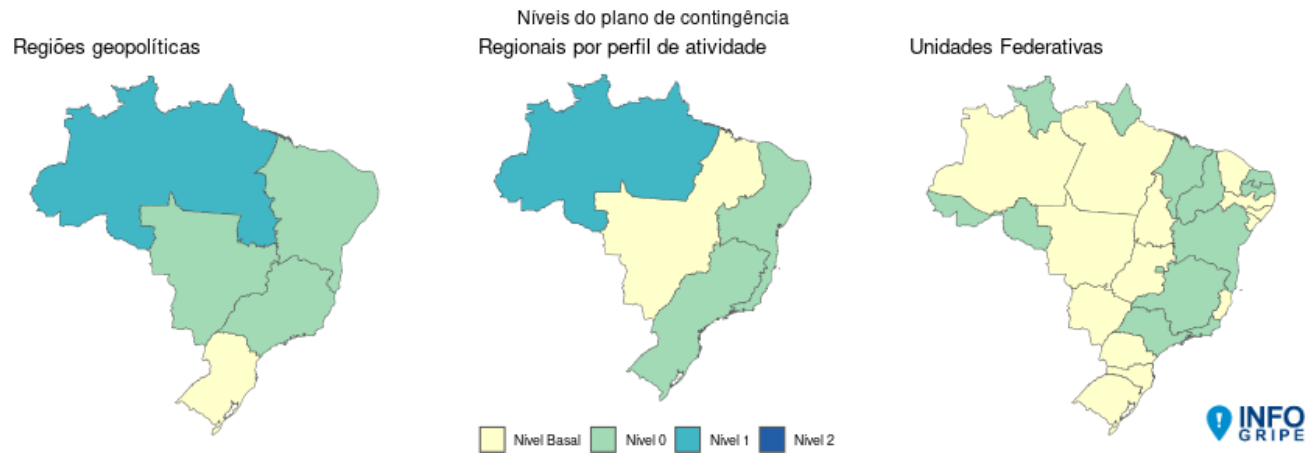 Níveis do plano de contingência
Regiões geopolíticas
Regionais por perfil de atividade
Unidades Federativas
Nível Basal
Nível 0
Nível 1
Nível 2
INFO
GRIPE